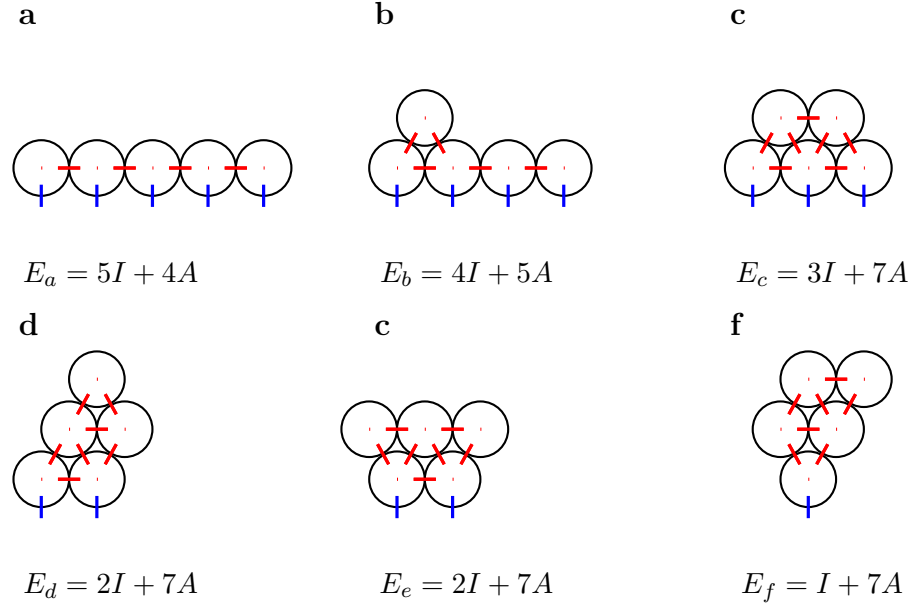 a b c
E_a = 5I + 4A E_b = 4I + 5A E_c = 3I + 7A
d c f
E_d = 2I + 7A E_e = 2I + 7A E_f = I + 7A